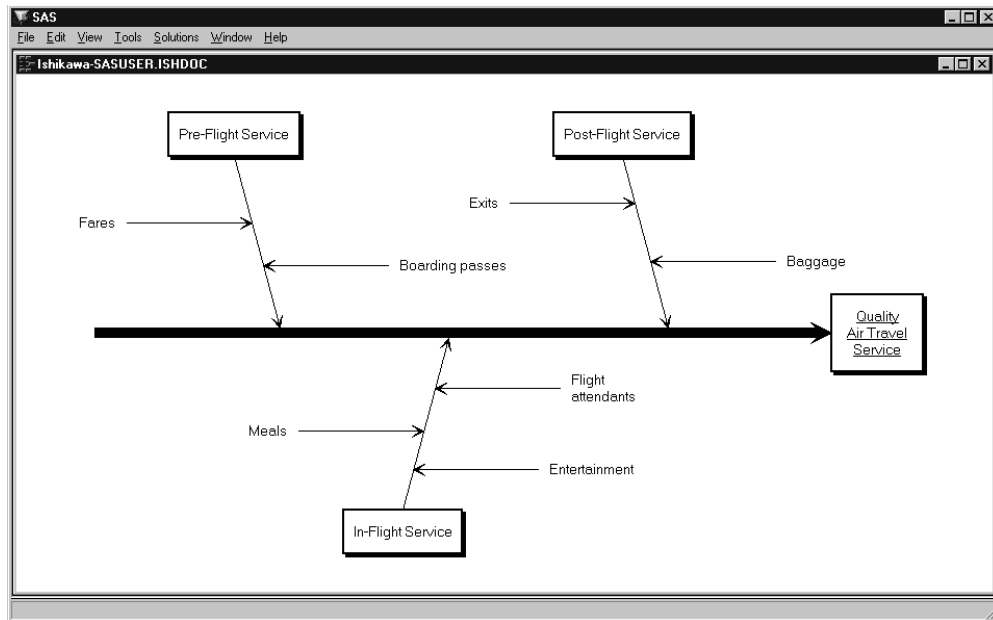 SAS
File Edit View Tools Solutions Window Help
Ishikawa-SASUSER.ISHDOC
Pre-Flight Service
Post-Flight Service
Exits
Fares
Boarding passes
Baggage
Quality
Air Travel
Service
Flight
attendants
Meals
Entertainment
In-Flight Service